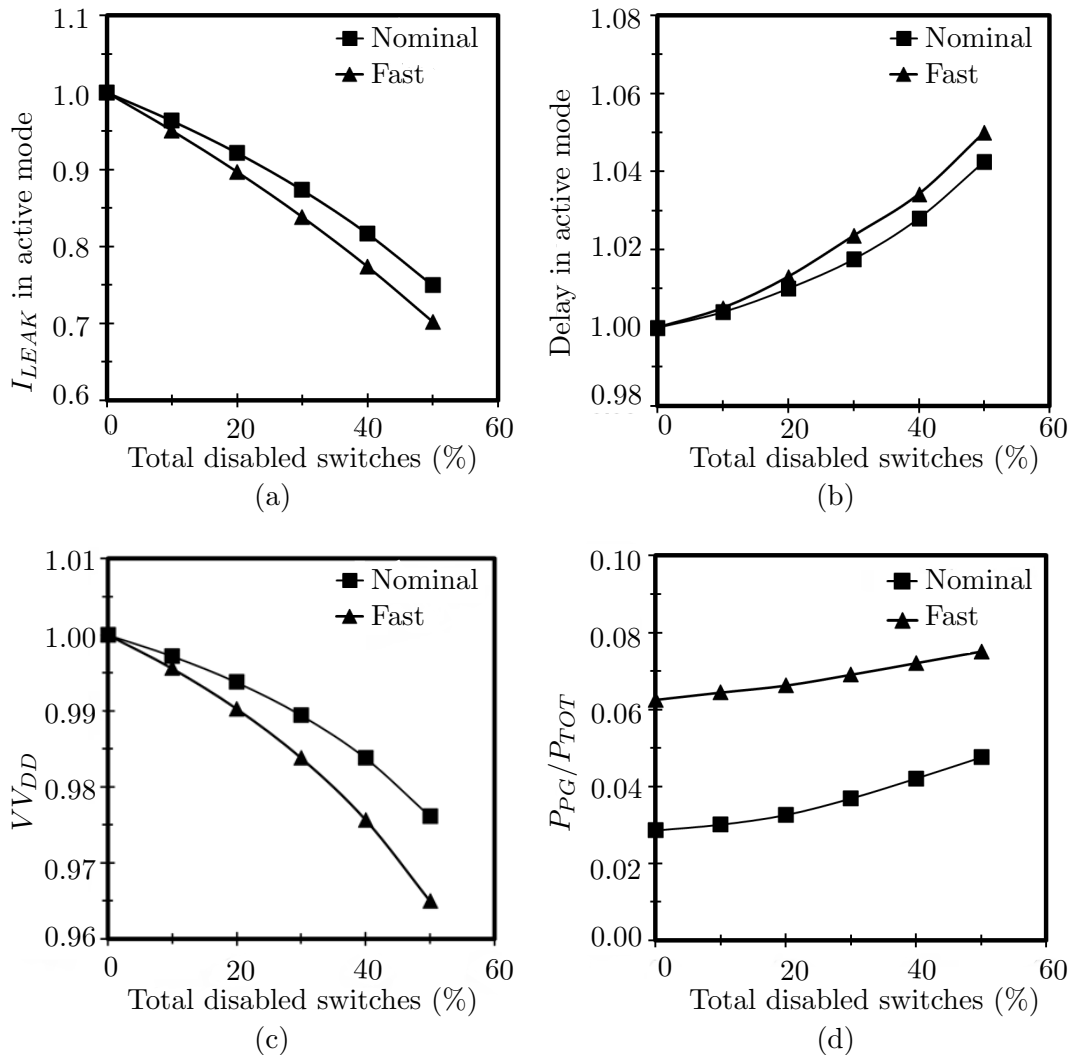 1.1
1.0
0.9
0.8
0.7
0.6
I_LEAK in active mode
Nominal
Fast
0 20 40 60
Total disabled switches (%)
(a)
1.08
1.06
1.04
1.02
1.00
0.98
Delay in active mode
Nominal
Fast
0 20 40 60
Total disabled switches (%)
(b)
1.01
1.00
0.99
0.98
0.97
0.96
VV_DD
Nominal
Fast
0 20 40 60
Total disabled switches (%)
(c)
0.10
0.08
0.06
0.04
0.02
0.00
P_PG/P_TOT
Nominal
Fast
0 20 40 60
Total disabled switches (%)
(d)